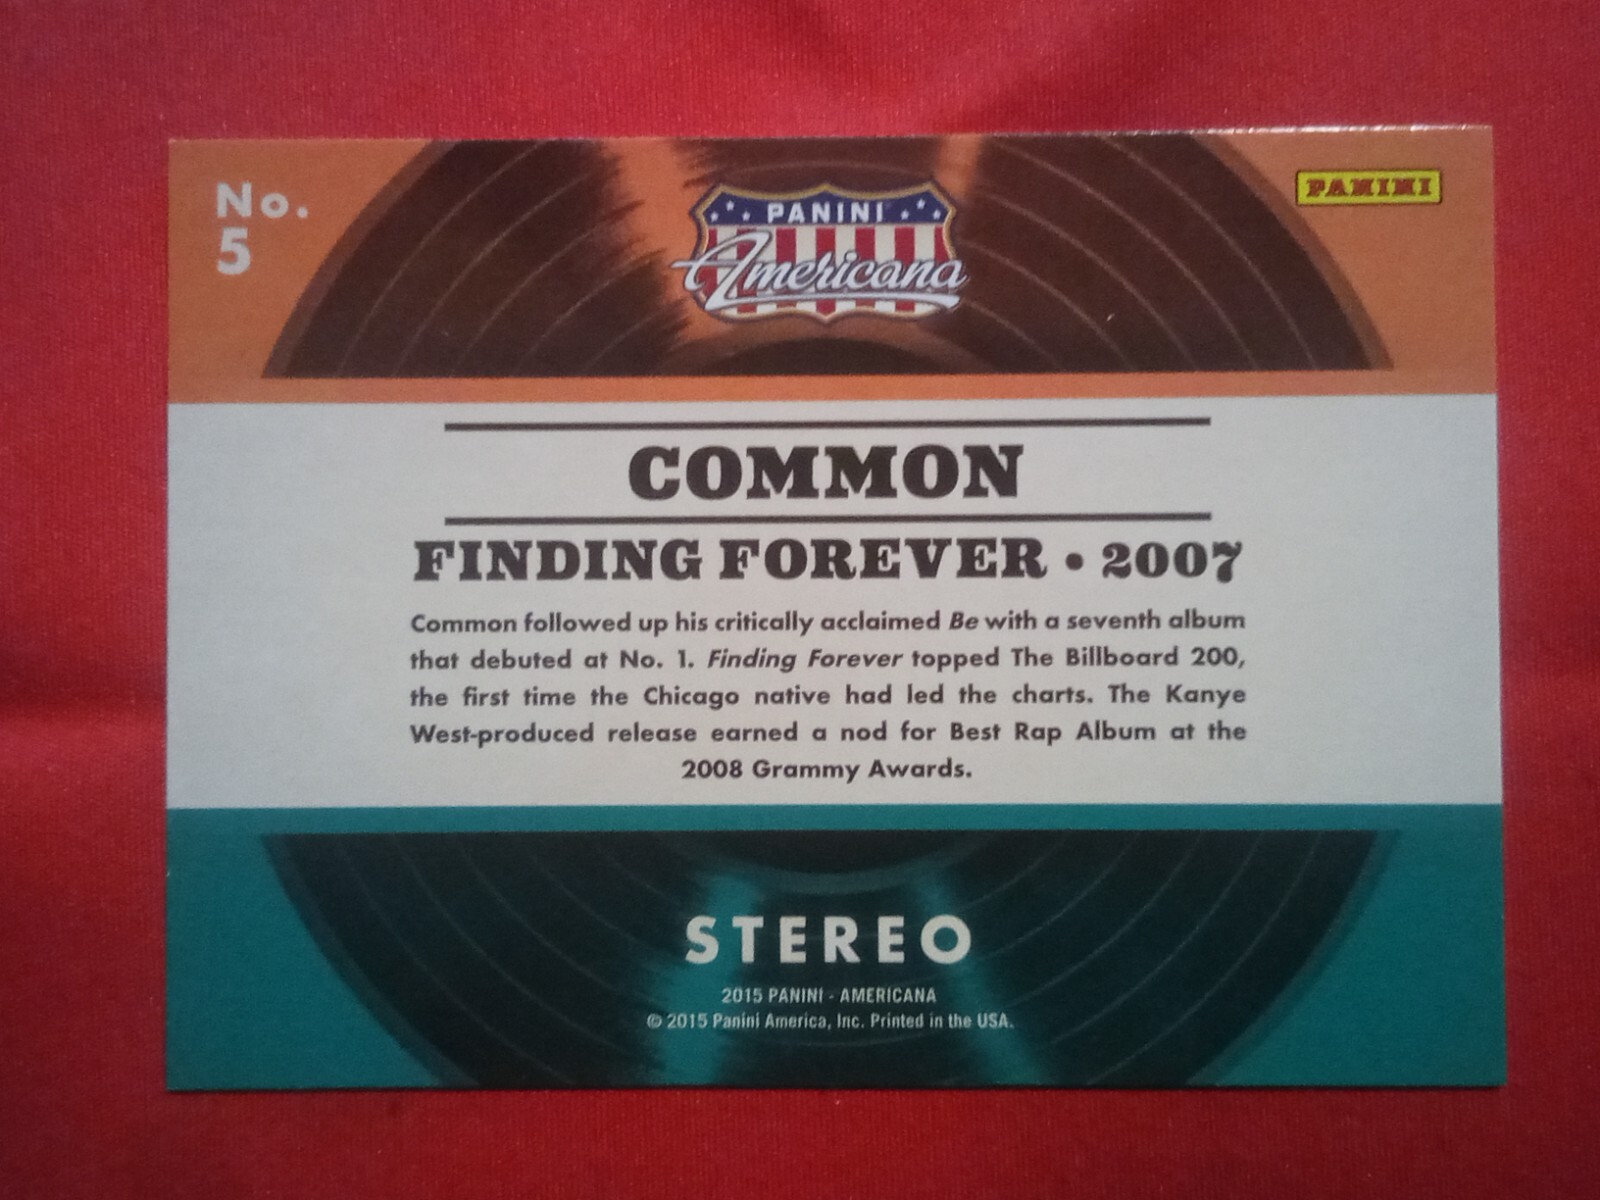 No.
5
PANINI
Americana
PANINI
COMMON
FINDING FOREVER • 2007
Common followed up his critically acclaimed Be with a seventh album
that debuted at No. 1. Finding Forever topped The Billboard 200,
the first time the Chicago native had led the charts. The Kanye
West-produced release earned a nod for Best Rap Album at the
2008 Grammy Awards.
STEREO
2015 PANINI - AMERICANA
© 2015 Panini America, Inc. Printed in the USA.